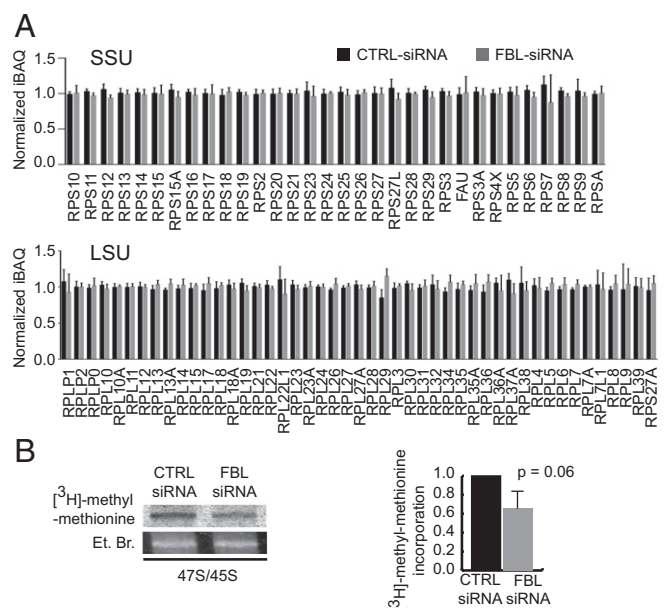 A
SSU
CTRL-siRNA
FBL-siRNA
Normalized iBAQ
1.5
1.0
0.5
0.0
RPS10
RPS11
RPS12
RPS13
RPS14
RPS15
RPS15A
RPS16
RPS17
RPS18
RPS19
RPS2
RPS20
RPS21
RPS23
RPS24
RPS25
RPS26
RPS27
RPS27L
RPS28
RPS29
RPS3
FAU
RPS3A
RPS4X
RPS5
RPS6
RPS7
RPS8
RPS9
RPSA
LSU
Normalized iBAQ
1.5
1.0
0.5
0.0
RPLP1
RPLP2
RPLP0
RPL10
RPL10A
RPL11
RPL12
RPL13
RPL13A
RPL14
RPL15
RPL17
RPL18
RPL18A
RPL19
RPL21
RPL22
RPL22L1
RPL23
RPL23A
RPL24
RPL26
RPL27
RPL27A
RPL28
RPL29
RPL3
RPL30
RPL31
RPL32
RPL34
RPL35
RPL35A
RPL36
RPL36A
RPL37A
RPL38
RPL4
RPL5
RPL6
RPL7
RPL7A
RPL7L1
RPL8
RPL9
RPL39
RPS27A
B
CTRL FBL
siRNA siRNA
[³H]-methyl
-methionine
Et. Br.
47S/45S
³H]-methyl-methionine
incorporation
1.0
0.8
0.6
0.4
0.2
0.0
p = 0.06
CTRL FBL
siRNA siRNA